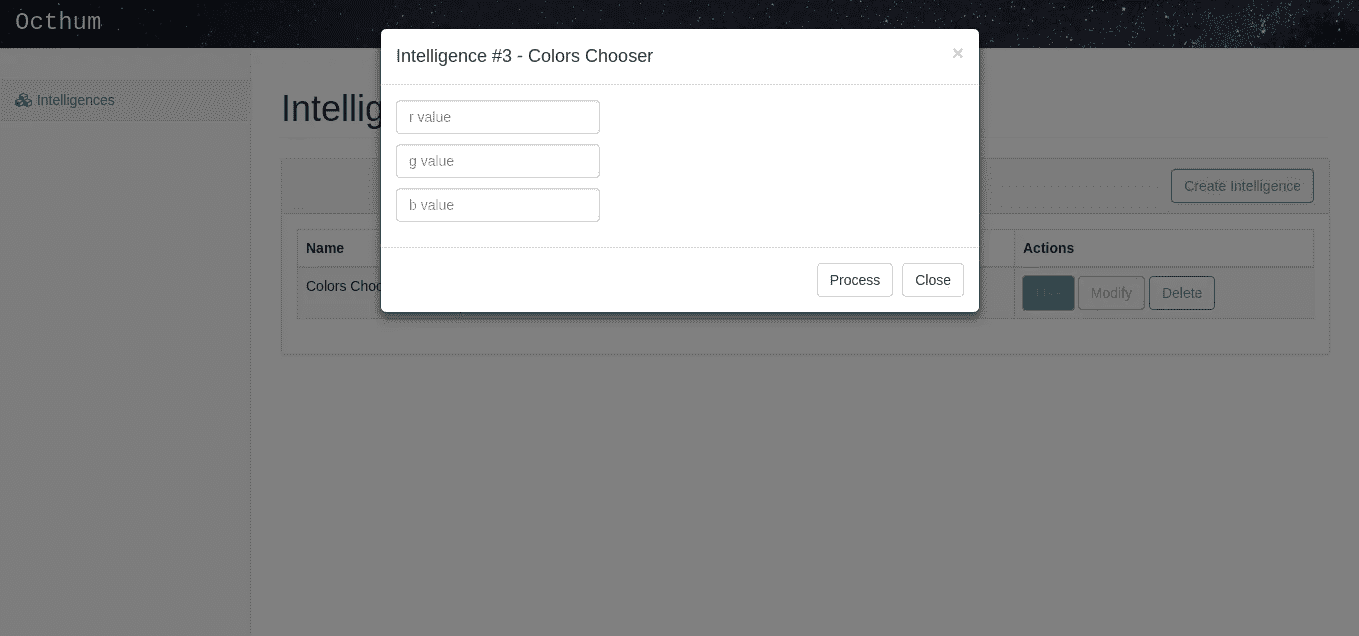 Octhum
Intelligence #3 - Colors Chooser
×
Intelligences
Intellig
r value
g value
b value
Create Intelligence
Name
Actions
Colors Choo
Modify
Delete
Process
Close